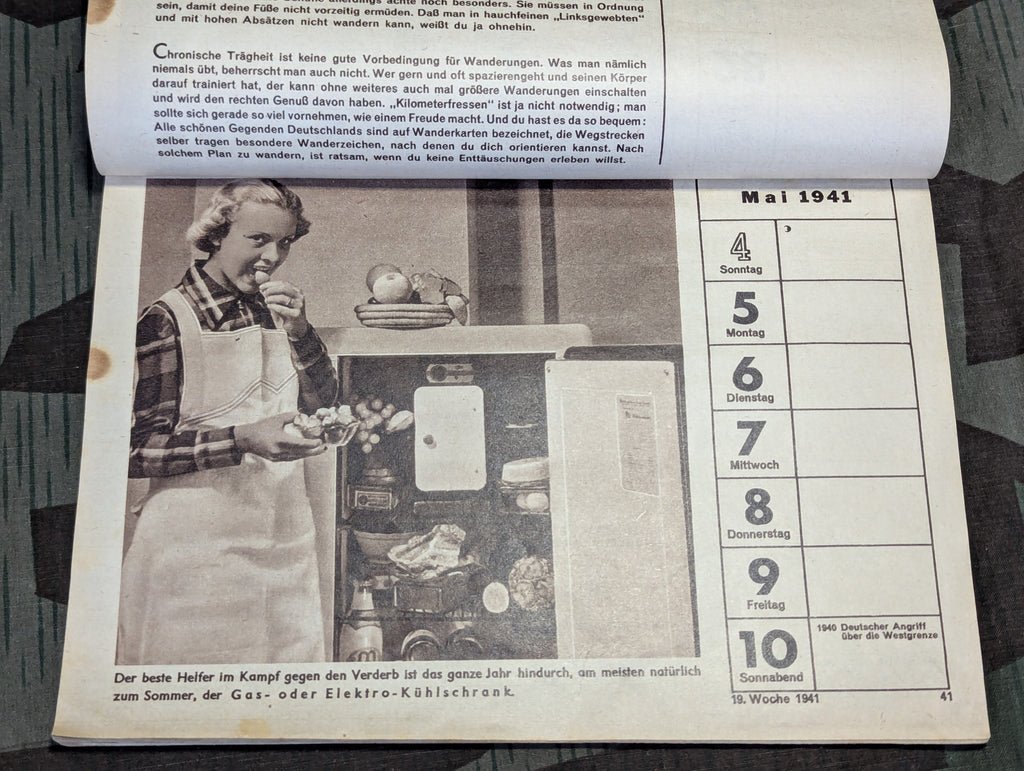 sein, damit deine Füße nicht vorzeitig ermüden. Daß man in hauchfeinen „Linksgewebten“
und mit hohen Absätzen nicht wandern kann, weißt du ja ohnehin.
Chronische Trägheit ist keine gute Vorbedingung für Wanderungen. Was man nämlich
niemals übt, beherrscht man auch nicht. Wer gern und oft spazierengeht und seinen Körper
darauf trainiert hat, der kann ohne weiteres auch mal größere Wanderungen einschalten
und wird den rechten Genuß davon haben. „Kilometerfressen“ ist ja nicht notwendig; man
sollte sich gerade so viel vornehmen, wie einem Freude macht. Und du hast es da so bequem:
Alle schönen Gegenden Deutschlands sind auf Wanderkarten bezeichnet, die Wegstrecken
selber tragen besondere Wanderzeichen, nach denen du dich orientieren kannst. Nach
solchem Plan zu wandern, ist ratsam, wenn du keine Enttäuschungen erleben willst.
Mai 1941
4
Sonntag
5
Montag
6
Dienstag
7
Mittwoch
8
Donnerstag
9
Freitag
10
Sonnabend
1940 Deutscher Angriff
über die Westgrenze
19. Woche 1941
41
Der beste Helfer im Kampf gegen den Verderb ist das ganze Jahr hindurch, am meisten natürlich
zum Sommer, der Gas- oder Elektro-Kühlschrank.